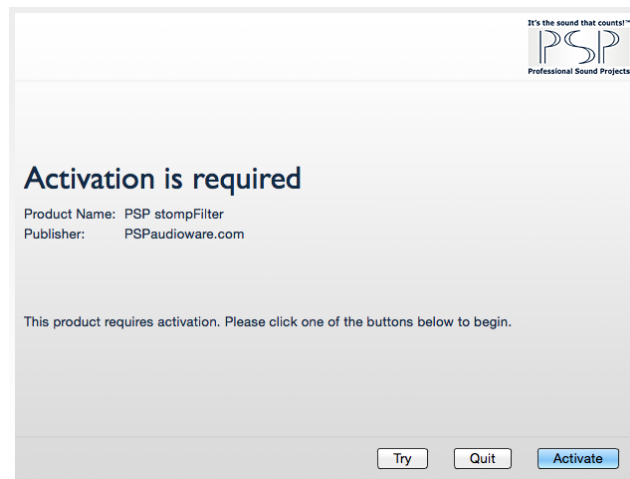 It's the sound that counts!™
PSP
Professional Sound Projects
Activation is required
Product Name: PSP stompFilter
Publisher: PSPaudioware.com
This product requires activation. Please click one of the buttons below to begin.
Try Quit Activate